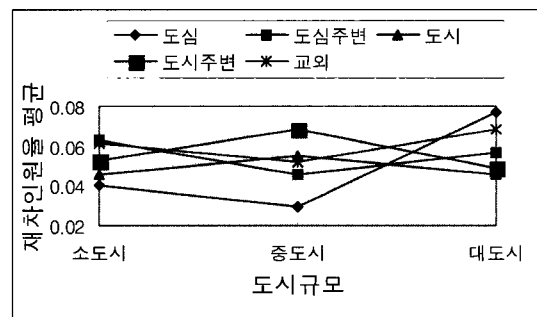 도심 도심주변 도시
도시주변 교외
재차인원율 평균
0.08
0.06
0.04
0.02
소도시 중도시 대도시
도시규모